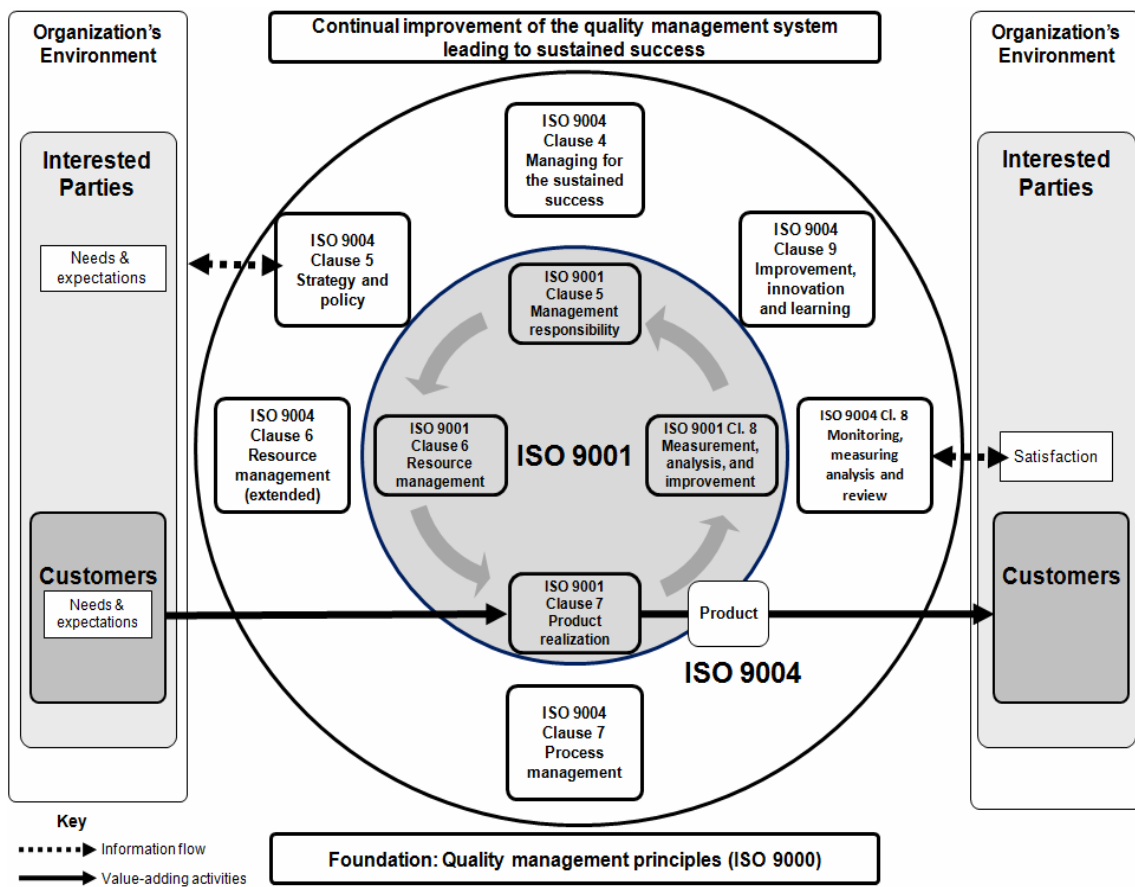 Organization's
Environment
Interested
Parties
Needs &
expectations
Customers
Needs &
expectations
Continual improvement of the quality management system
leading to sustained success
ISO 9004
Clause 4
Managing for
the sustained
success
ISO 9004
Clause 5
Strategy and
policy
ISO 9004
Clause 9
Improvement,
innovation
and learning
ISO 9001
Clause 5
Management
responsibility
ISO 9004
Clause 6
Resource
management
(extended)
ISO 9001
Clause 6
Resource
management
ISO 9001
ISO 9001 Cl. 8
Measurement,
analysis, and
improvement
ISO 9004 Cl. 8
Monitoring,
measuring
analysis and
review
ISO 9001
Clause 7
Product
realization
Product
ISO 9004
ISO 9004
Clause 7
Process
management
Organization's
Environment
Interested
Parties
Satisfaction
Customers
Key
Information flow
Value-adding activities
Foundation: Quality management principles (ISO 9000)